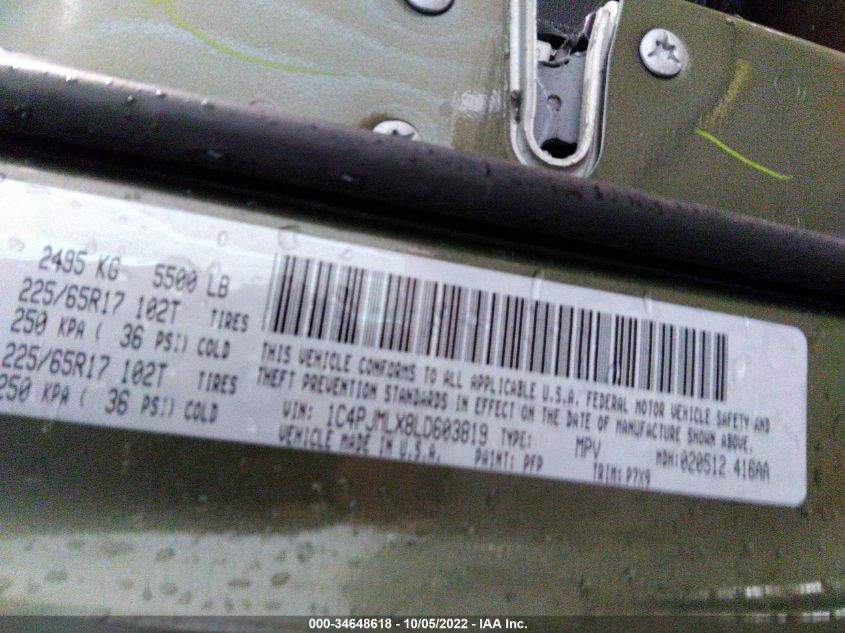 2495 KG 5500 LB
225/65R17 102T TIRES
250 KPA ( 36 PSI) COLD
225/65R17 102T TIRES
250 KPA ( 36 PSI) COLD
THIS VEHICLE CONFORMS TO ALL APPLICABLE U.S.A. FEDERAL MOTOR VEHICLE SAFETY AND
THEFT PREVENTION STANDARDS IN EFFECT ON THE DATE OF MANUFACTURE SHOWN ABOVE.
VIN: 1C4PJMLX8LD603819 TYPE: MPV MDH:020512 416AA
VEHICLE MADE IN U.S.A. PAINT: PFP TRIM:P7X9
000-34648618 - 10/05/2022 - IAA Inc.